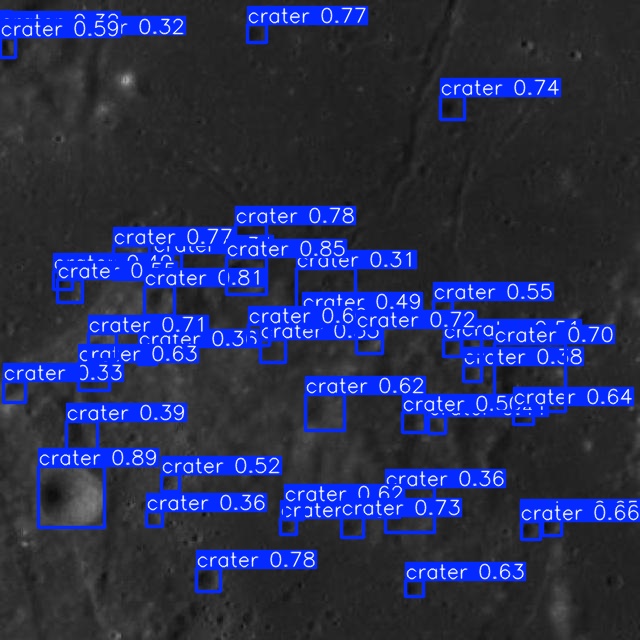 crater 0.77
crater 0.59
r 0.32
crater 0.74
crater 0.78
crater 0.77
crater 0.85
crater 0.31
crater
crater 0.81
crater 0.55
crater 0.49
crater 0.72
crater 0.71
crater 0.70
crater 0.36
crater 0.63
crater 0.33
crater 0.62
crater 0.64
crater 0.39
crater 0.89
crater 0.52
crater 0.36
crater 0.62
crater 0.36
crater 0.73
crater 0.66
crater 0.78
crater 0.63